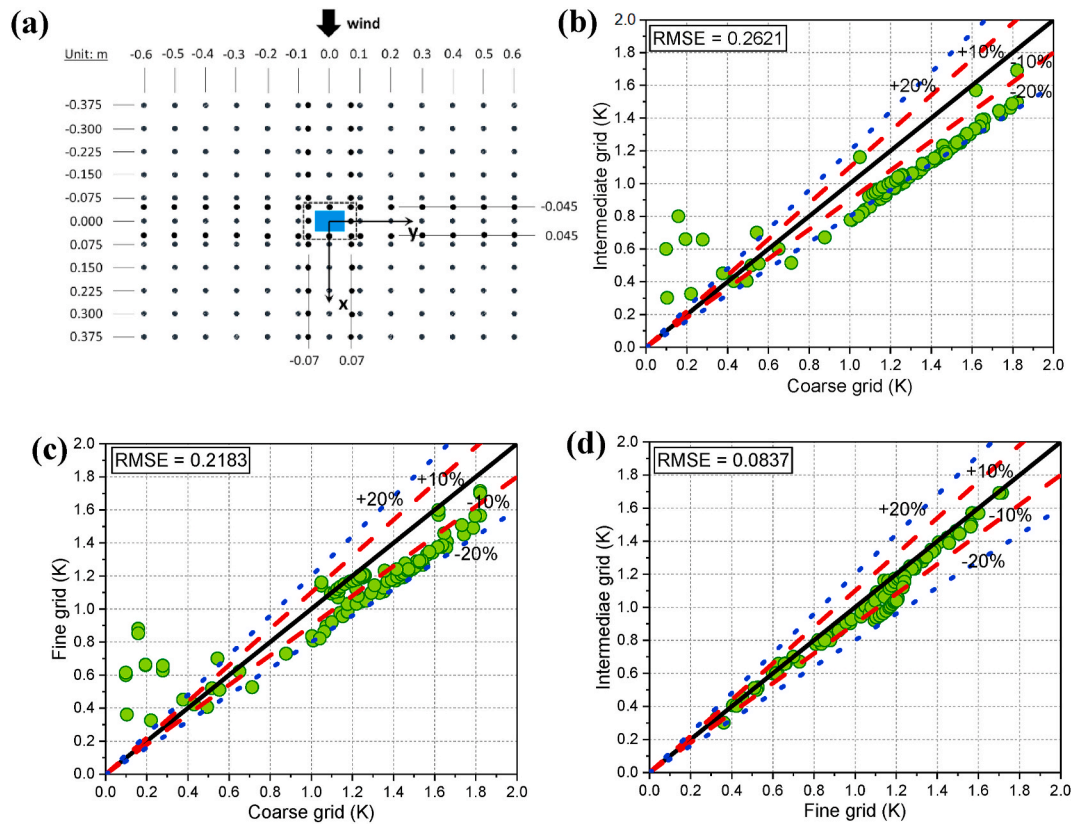 (a)
wind
Unit: m
-0.6 -0.5 -0.4 -0.3 -0.2 -0.1 0.0 0.1 0.2 0.3 0.4 0.5 0.6
-0.375
-0.300
-0.225
-0.150
-0.075
0.000
0.075
0.150
0.225
0.300
0.375
-0.045
0.045
y
x
-0.07 0.07
(b)
RMSE = 0.2621
+10%
+20%
-10%
-20%
2.0
1.8
1.6
1.4
1.2
1.0
0.8
0.6
0.4
0.2
0.0
0.0 0.2 0.4 0.6 0.8 1.0 1.2 1.4 1.6 1.8 2.0
Intermediate grid (K)
Coarse grid (K)
(c)
RMSE = 0.2183
+10%
+20%
-10%
-20%
2.0
1.8
1.6
1.4
1.2
1.0
0.8
0.6
0.4
0.2
0.0
0.0 0.2 0.4 0.6 0.8 1.0 1.2 1.4 1.6 1.8 2.0
Fine grid (K)
Coarse grid (K)
(d)
RMSE = 0.0837
+10%
+20%
-10%
-20%
2.0
1.8
1.6
1.4
1.2
1.0
0.8
0.6
0.4
0.2
0.0
0.0 0.2 0.4 0.6 0.8 1.0 1.2 1.4 1.6 1.8 2.0
Intermediae grid (K)
Fine grid (K)